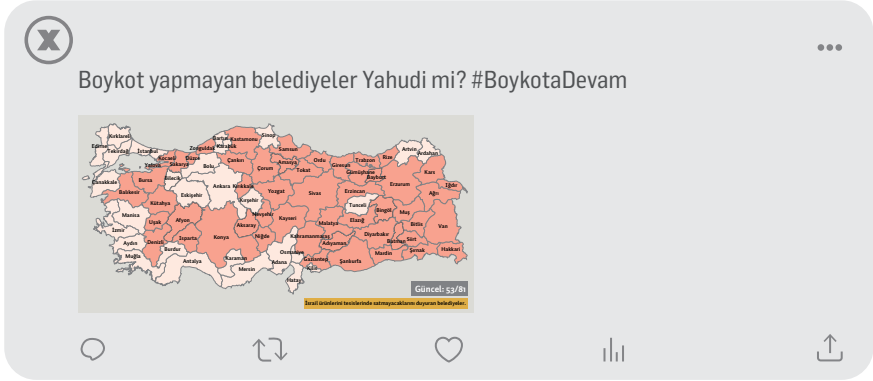 X
Boykot yapmayan belediyeler Yahudi mi? #BoykotaDevam
Kırklareli
Edirne
Tekirdağ
İstanbul
Kocaeli
Yalova
Sakarya
Düzce
Zonguldak
Bartın
Karabük
Kastamonu
Sinop
Samsun
Çankırı
Bolu
Çorum
Amasya
Ordu
Giresun
Trabzon
Rize
Artvin
Ardahan
Gümüşhane
Bayburt
Kars
Iğdır
Çanakkale
Bursa
Bilecik
Balıkesir
Eskişehir
Ankara
Kırıkkale
Yozgat
Tokat
Sivas
Erzincan
Erzurum
Ağrı
Kütahya
Kırşehir
Tunceli
Manisa
Uşak
Afyon
Nevşehir
Kayseri
Malatya
Elazığ
Bingöl
Muş
Bitlis
Van
İzmir
Aydın
Denizli
Isparta
Konya
Aksaray
Niğde
Kahramanmaraş
Adıyaman
Diyarbakır
Batman
Siirt
Şırnak
Hakkari
Muğla
Burdur
Antalya
Karaman
Mersin
Adana
Osmaniye
Gaziantep
Kilis
Şanlıurfa
Mardin
Hatay
Güncel: 53/81
İsrail ürünlerini tesislerinde satmayacaklarını duyuran belediyeler.